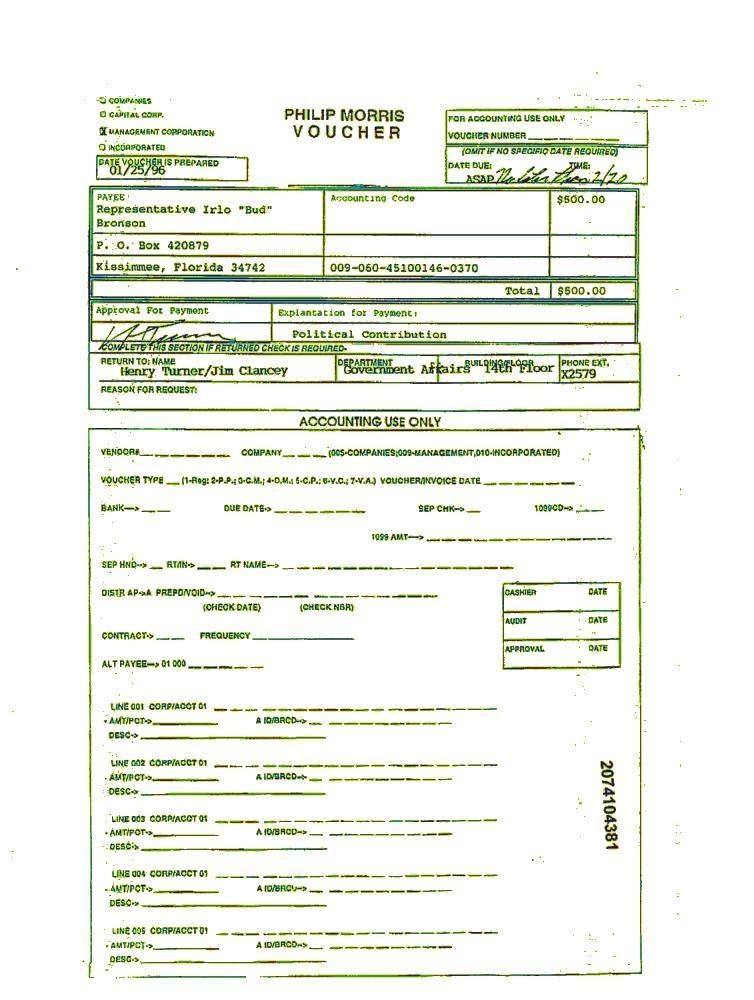 COMPANIES
CAPITAL CORP.
MANAGEMENT CORPORATION
INCORPORATED
PHILIP MORRIS
VOUCHER
FOR ACCOUNTING USE ONLY
VOUCHER NUMBER
(OMIT IF NO SPECIFIC DATE REQUIRED)
DATE DUE: TIME:
ASAP No later than 2/20
DATE VOUCHER IS PREPARED
01/25/96
PAYEE: Accounting Code $500.00
Representative Irlo "Bud"
Bronson
P. O. Box 420879
Kissimmee, Florida 34742 009-060-45100146-0370
Total $500.00
Approval For Payment Explantation for Payment:
Political Contribution
COMPLETE THIS SECTION IF RETURNED CHECK IS REQUIRED-
RETURN TO: NAME DEPARTMENT BUILDING/FLOOR PHONE EXT.
Henry Turner/Jim Clancey Government Affairs 14th Floor X2579
REASON FOR REQUEST:
ACCOUNTING USE ONLY
VENDOR# COMPANY (005-COMPANIES;009-MANAGEMENT,010-INCORPORATED)
VOUCHER TYPE (1-Reg; 2-P.P.; 3-C.M.; 4-D.M.; 5-C.P.; 6-V.C.; 7-V.A.) VOUCHER/INVOICE DATE
BANK--> DUE DATE-> SEP CHK--> 1099CD-->
1099 AMT-->
SEP HND--> RT/IN-> RT NAME-->
DISTR AP->A PREPD/VOID-->
(CHECK DATE) (CHECK NBR)
CASHIER DATE
AUDIT DATE
APPROVAL DATE
CONTRACT-> FREQUENCY
ALT PAYEE--> 01 000
LINE 001 CORP/ACCT 01
AMT/PCT-> A ID/BRCD-->
DESC->
LINE 002 CORP/ACCT 01
AMT/PCT-> A ID/BRCD-->
DESC->
LINE 003 CORP/ACCT 01
AMT/PCT-> A ID/BRCD-->
DESC->
LINE 004 CORP/ACCT 01
AMT/PCT-> A ID/BRCD-->
DESC->
LINE 005 CORP/ACCT 01
AMT/PCT-> A ID/BRCD-->
DESC->
2074104381